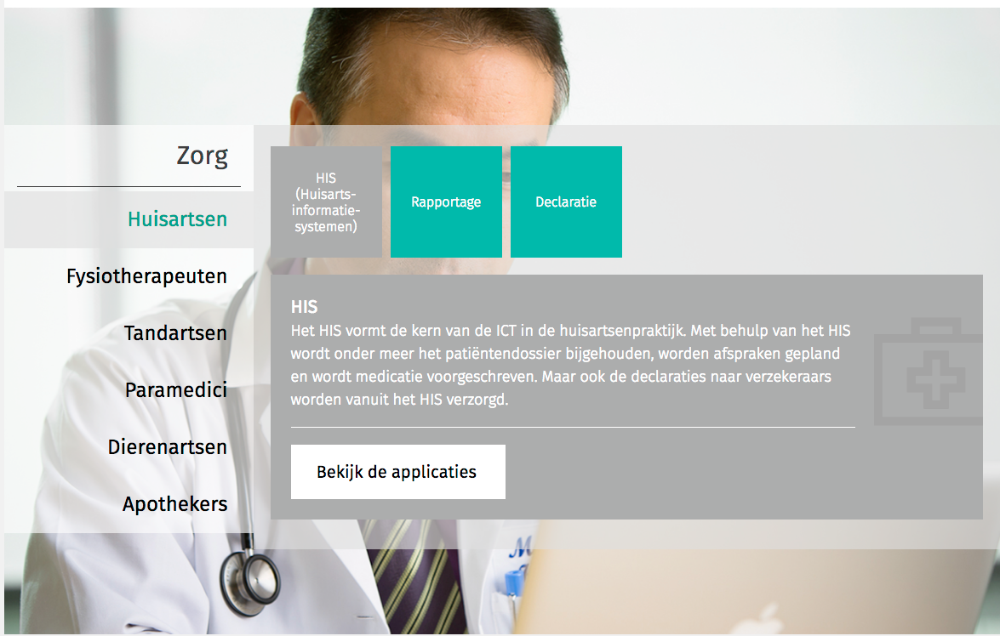 Zorg
Huisartsen
Fysiotherapeuten
Tandartsen
Paramedici
Dierenartsen
Apothekers
HIS
(Huisarts-
informatie-
systemen)
Rapportage
Declaratie
HIS
Het HIS vormt de kern van de ICT in de huisartsenpraktijk. Met behulp van het HIS
wordt onder meer het patiëntendossier bijgehouden, worden afspraken gepland
en wordt medicatie voorgeschreven. Maar ook de declaraties naar verzekeraars
worden vanuit het HIS verzorgd.
Bekijk de applicaties